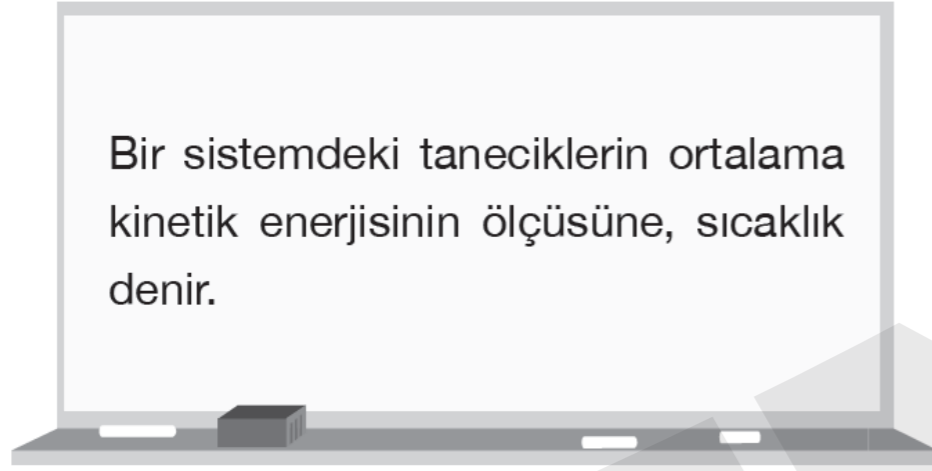 Bir sistemdeki taneciklerin ortalama
kinetik enerjisinin ölçüsüne, sıcaklık
denir.